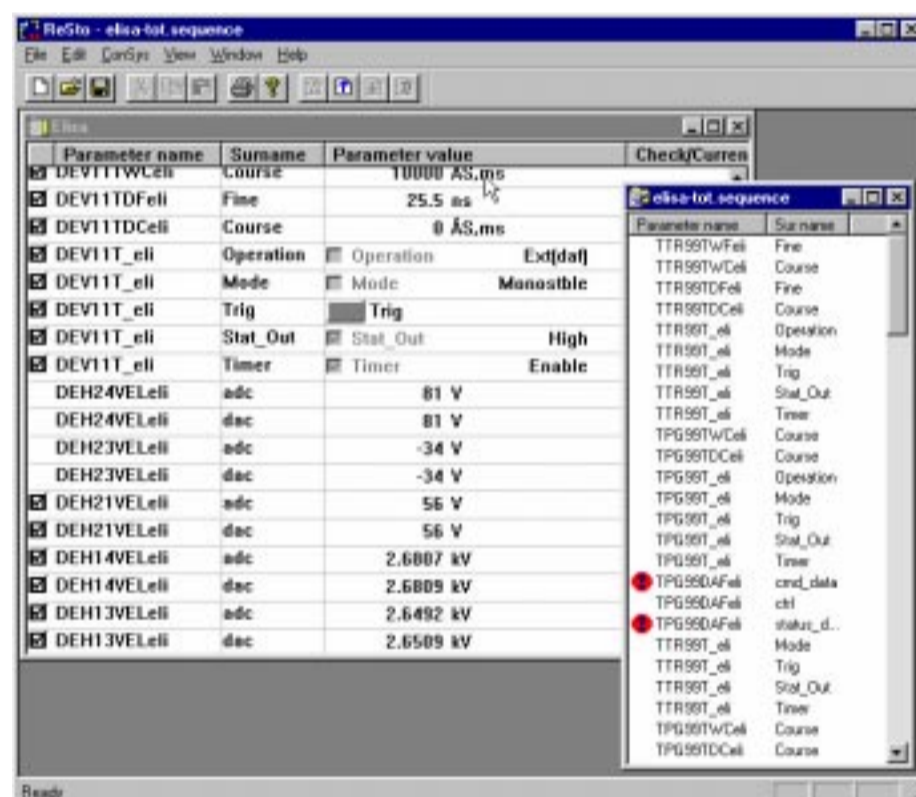 ReSto - elisa-tot.sequence
File Edit ConSys View Window Help
Elisa
Parameter name Surname Parameter value Check/Curren
DEV11TWCeli Course 10000 ÅS,ms
DEV11TDFeli Fine 25.5 ns
DEV11TDCeli Course 0 ÅS,ms
DEV11T_eli Operation Operation Ext[daf]
DEV11T_eli Mode Mode Monostble
DEV11T_eli Trig Trig
DEV11T_eli Stat_Out Stat_Out High
DEV11T_eli Timer Timer Enable
DEH24VELeli adc 81 V
DEH24VELeli dac 81 V
DEH23VELeli adc -34 V
DEH23VELeli dac -34 V
DEH21VELeli adc 56 V
DEH21VELeli dac 56 V
DEH14VELeli adc 2.6807 kV
DEH14VELeli dac 2.6809 kV
DEH13VELeli adc 2.6492 kV
DEH13VELeli dac 2.6509 kV
elisa-tot.sequence
Parameter name Sur name
TTR99TWFeli Fine
TTR99TWCeli Course
TTR99TDFeli Fine
TTR99TDCeli Course
TTR99T_eli Operation
TTR99T_eli Mode
TTR99T_eli Trig
TTR99T_eli Stat_Out
TTR99T_eli Timer
TPG99TWCeli Course
TPG99TDCeli Course
TPG99T_eli Operation
TPG99T_eli Mode
TPG99T_eli Trig
TPG99T_eli Stat_Out
TPG99T_eli Timer
TPG99DAFeli cmd_data
TPG99DAFeli ctrl
TPG99DAFeli status_d...
TTR99T_eli Mode
TTR99T_eli Trig
TTR99T_eli Stat_Out
TTR99T_eli Timer
TPG99TWCeli Course
TPG99TDCeli Course
Ready